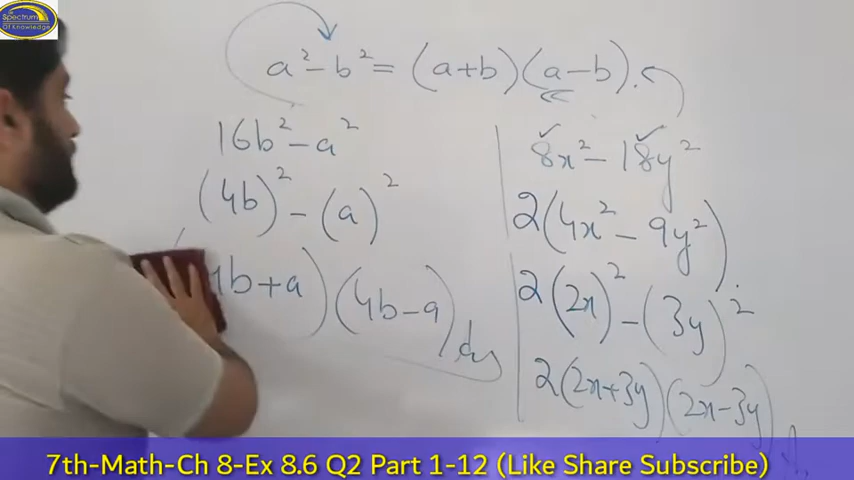 Spectrum
Of Knowledge
a² - b² = (a+b)(a-b).
16b² - a²
(4b)² - (a)²
4b+a)(4b-a)
8x² - 18y²
2(4x² - 9y²)
2(2x)² - (3y)²
2(2x+3y)(2x-3y)
7th-Math-Ch 8-Ex 8.6 Q2 Part 1-12 (Like Share Subscribe)